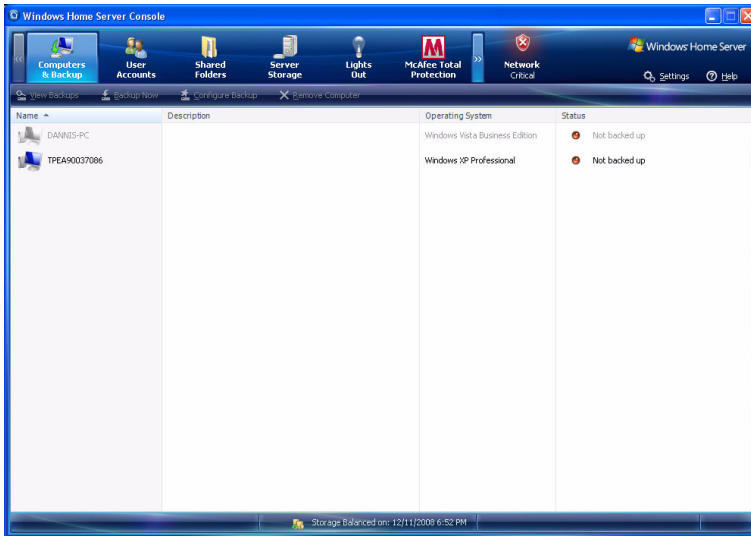 Windows Home Server Console
Computers & Backup
User Accounts
Shared Folders
Server Storage
Lights Out
McAfee Total Protection
Network Critical
Windows Home Server
Settings
Help
View Backups
Backup Now
Configure Backup
Remove Computer
Name
Description
Operating System
Status
DANNIS-PC
Windows Vista Business Edition
Not backed up
TPEA90037086
Windows XP Professional
Not backed up
Storage Balanced on: 12/11/2008 6:52 PM